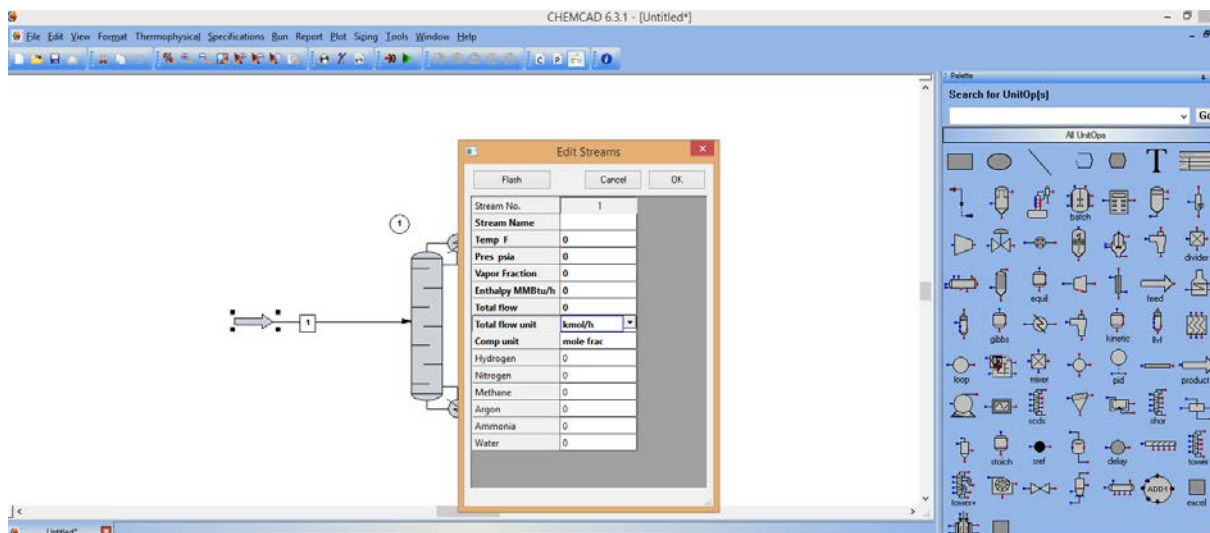 CHEMCAD 6.3.1 - [Untitled*]
File Edit View Format Thermophysical Specifications Run Report Plot Sizing Tools Window Help
Palette
Search for UnitOp[s]
Go
All UnitOps
T
batch
divider
equil
feed
gibbs
kinetic
llvf
loop
mixer
pid
product
scds
shor
stoich
sref
delay
tower
tower+
ADD1
excel
1
1
Edit Streams
Flash Cancel OK
Stream No. 1
Stream Name
Temp F 0
Pres psia 0
Vapor Fraction 0
Enthalpy MMBtu/h 0
Total flow 0
Total flow unit kmol/h
Comp unit mole frac
Hydrogen 0
Nitrogen 0
Methane 0
Argon 0
Ammonia 0
Water 0
Untitled*